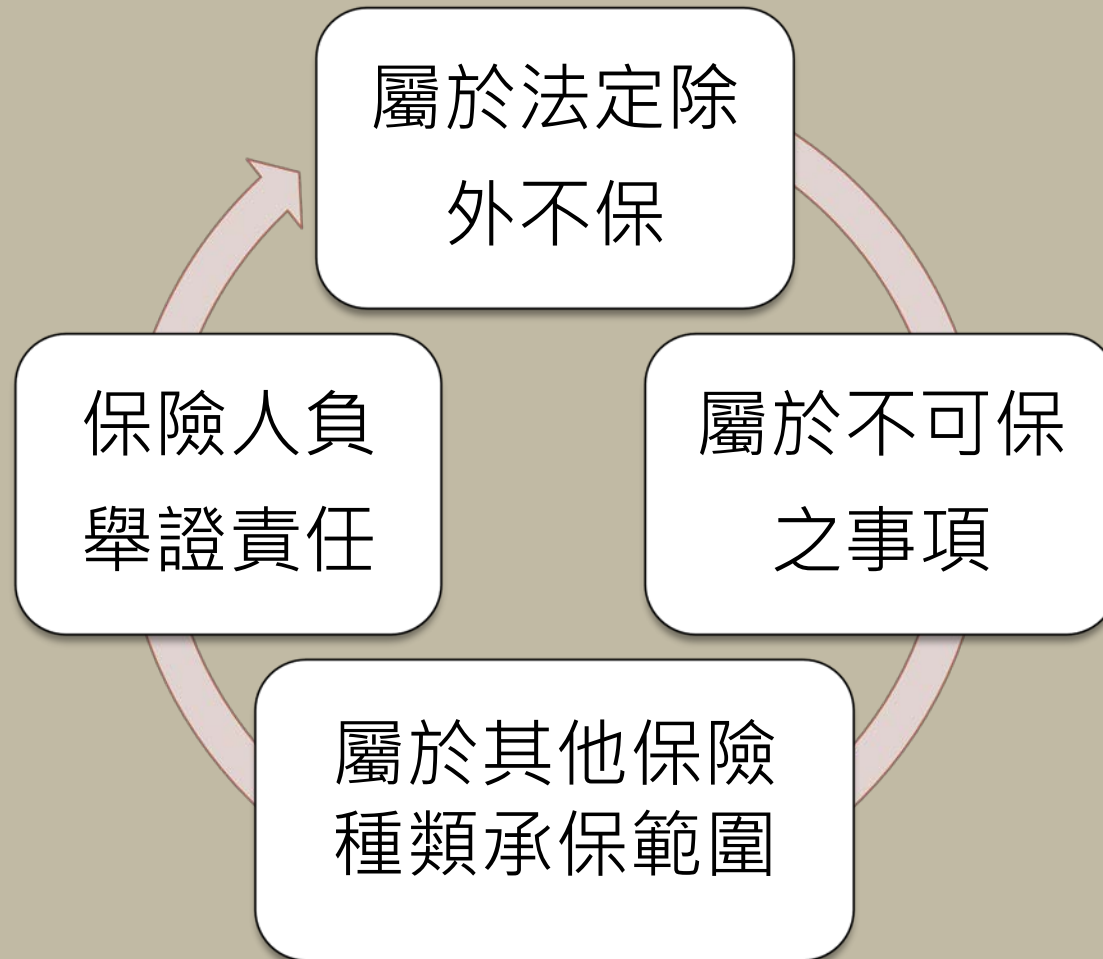 屬於法定除
外不保
保險人負
舉證責任
屬於不可保
之事項
屬於其他保險
種類承保範圍